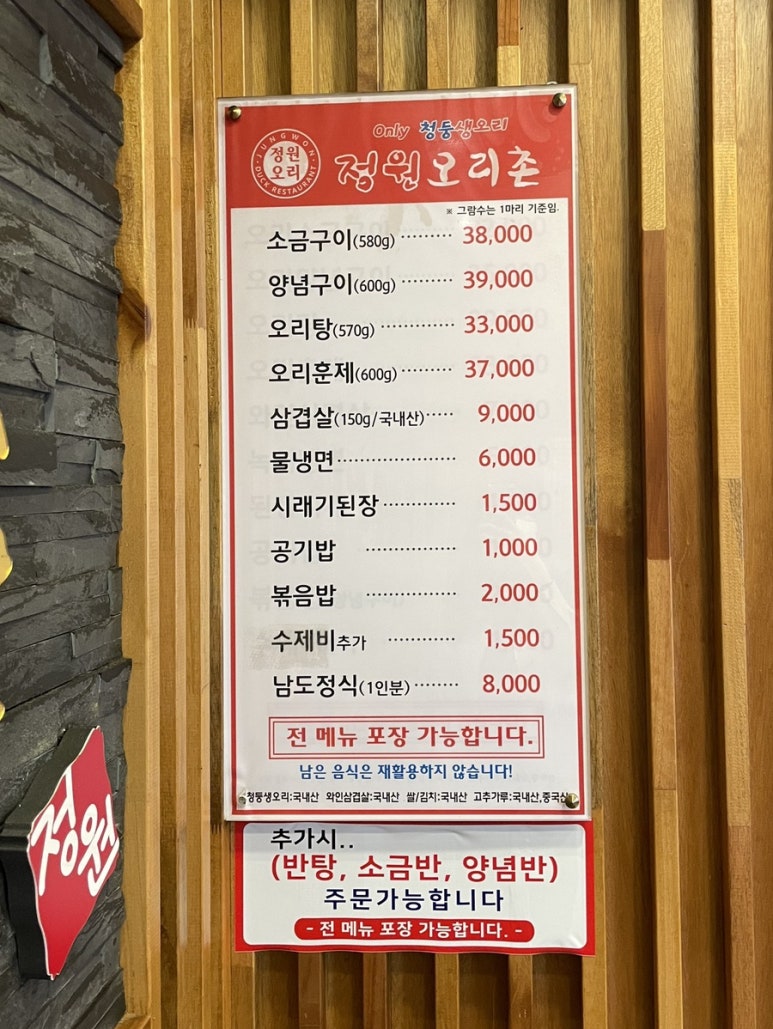 Only 청둥생오리
JUNGWON
정원
오리
DUCK RESTAURANT
정원오리촌
※ 그람수는 1마리 기준임.
소금구이(580g) ········· 38,000
양념구이(600g) ········· 39,000
오리탕(570g) ············· 33,000
오리훈제(600g) ········· 37,000
삼겹살(150g/국내산) ····· 9,000
물냉면 ····················· 6,000
시래기된장 ············· 1,500
공기밥 ················ 1,000
볶음밥 ················ 2,000
수제비추가 ············ 1,500
남도정식(1인분) ········ 8,000
전 메뉴 포장 가능합니다.
남은 음식은 재활용하지 않습니다!
청둥생오리:국내산 와인삼겹살:국내산 쌀/김치:국내산 고추가루:국내산,중국산
추가시..
(반탕, 소금반, 양념반)
주문가능합니다
- 전 메뉴 포장 가능합니다. -
정원